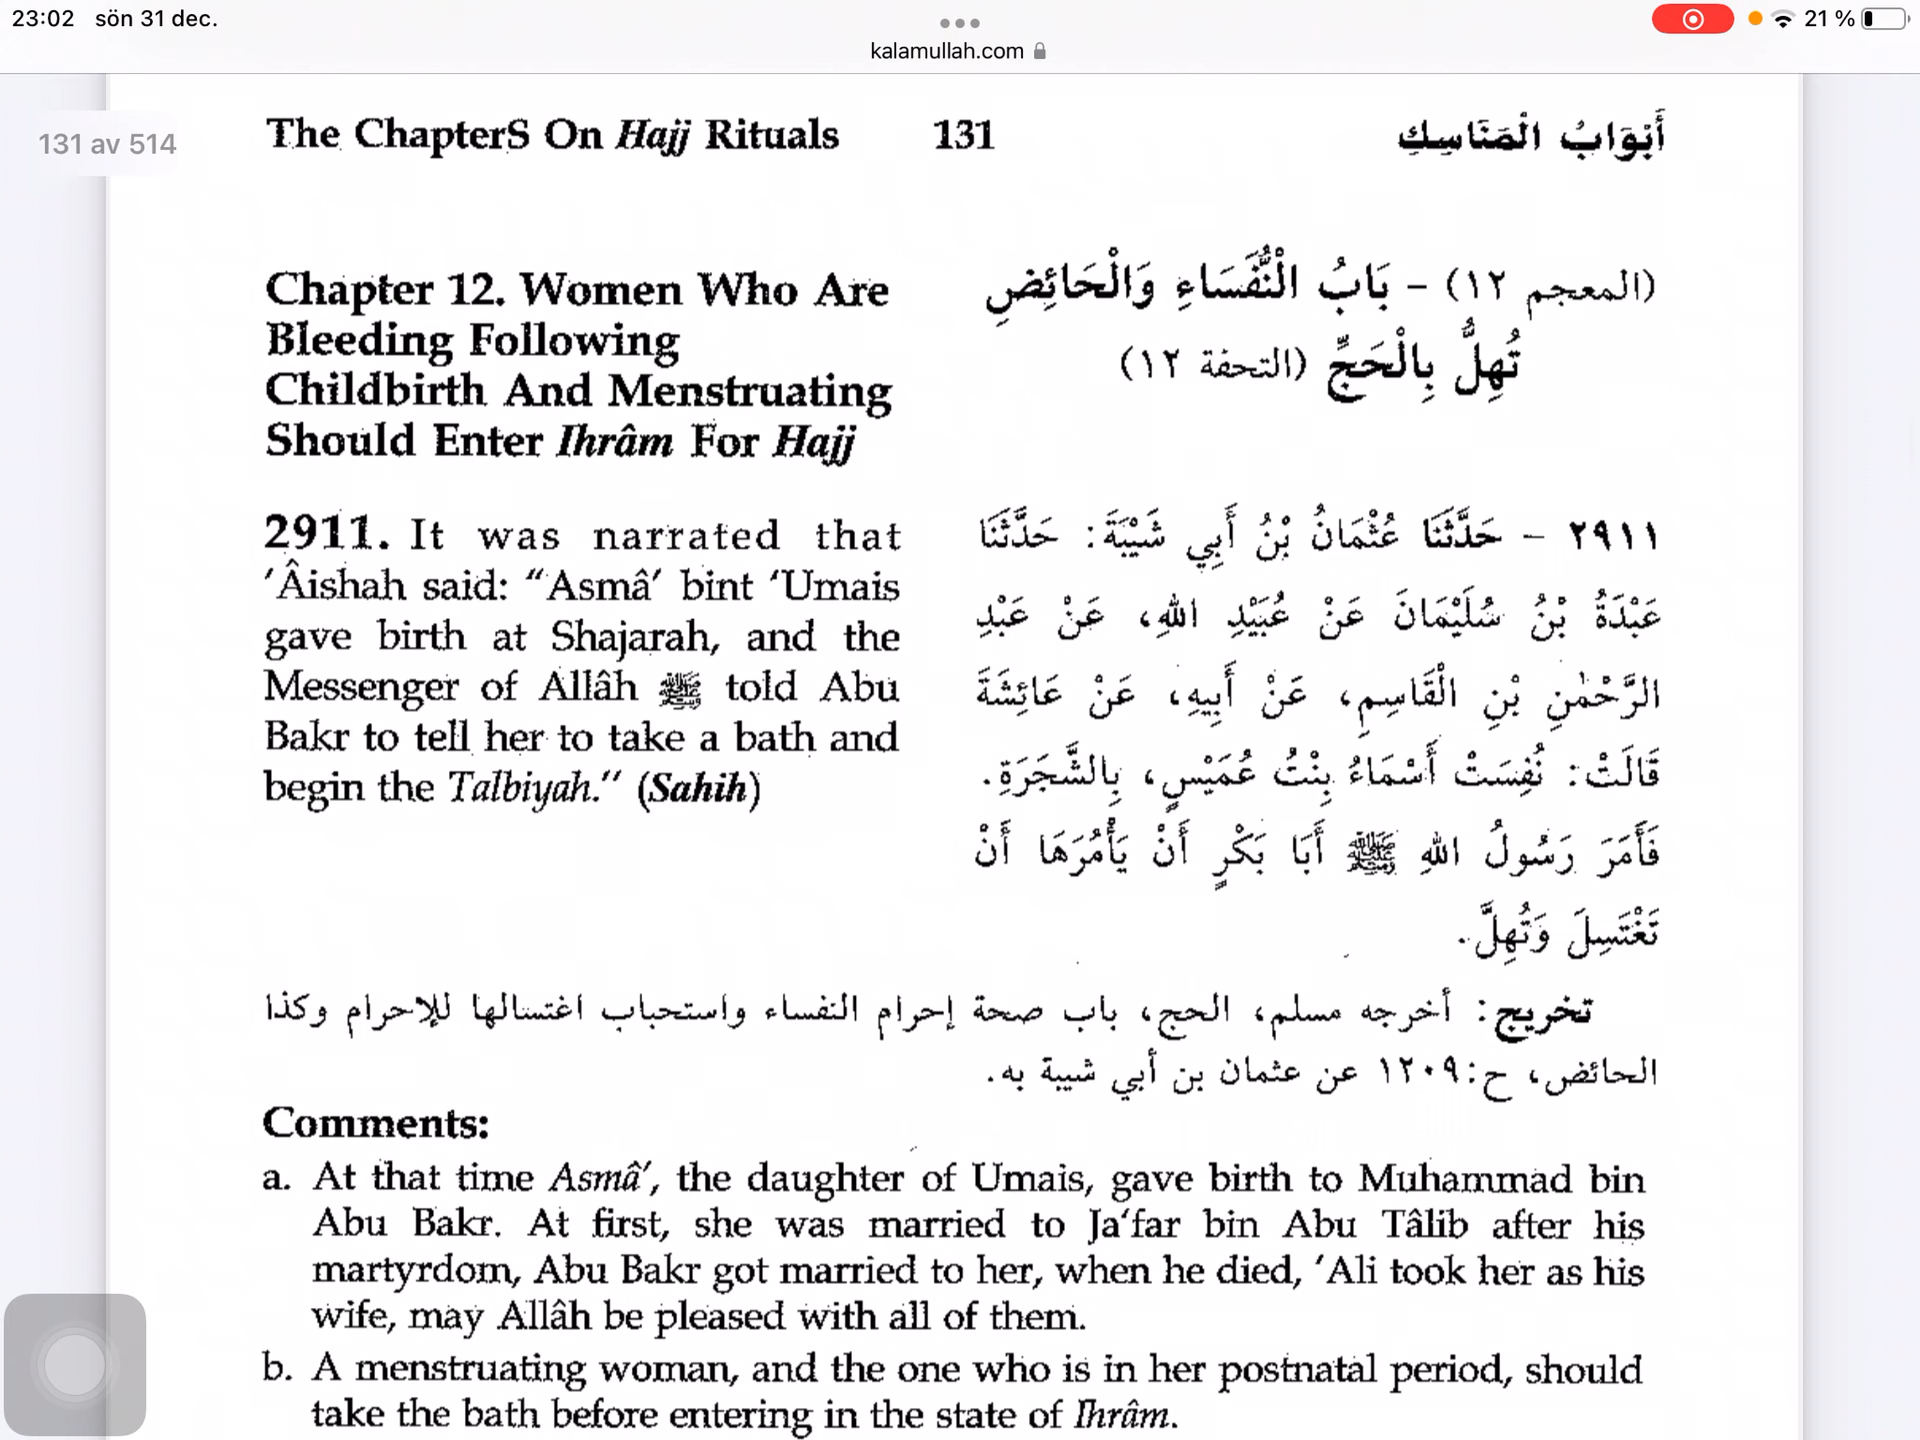 23:02 sön 31 dec.
21 %
kalamullah.com
131 av 514
The ChapterS On Hajj Rituals 131 أَبْوَابُ الْمَنَاسِكِ
Chapter 12. Women Who Are
Bleeding Following
Childbirth And Menstruating
Should Enter Ihrâm For Hajj
(المعجم ١٢) - بَابُ النُّفَسَاءِ وَالْحَائِضِ
تُهِلُّ بِالْحَجِّ (التحفة ١٢)
2911. It was narrated that
'Âishah said: "Asmâ' bint 'Umais
gave birth at Shajarah, and the
Messenger of Allâh ﷺ told Abu
Bakr to tell her to take a bath and
begin the Talbiyah." (Sahih)
٢٩١١ - حَدَّثَنَا عُثْمَانُ بْنُ أَبِي شَيْبَةَ: حَدَّثَنَا
عَبْدَةُ بْنُ سُلَيْمَانَ عَنْ عُبَيْدِ اللهِ، عَنْ عَبْدِ
الرَّحْمٰنِ بْنِ الْقَاسِمِ، عَنْ أَبِيهِ، عَنْ عَائِشَةَ
قَالَتْ: نُفِسَتْ أَسْمَاءُ بِنْتُ عُمَيْسٍ، بِالشَّجَرَةِ.
فَأَمَرَ رَسُولُ اللهِ ﷺ أَبَا بَكْرٍ أَنْ يَأْمُرَهَا أَنْ
تَغْتَسِلَ وَتُهِلَّ.
تخريج: أخرجه مسلم، الحج، باب صحة إحرام النفساء واستحباب اغتسالها للإحرام وكذا
الحائض، ح:١٢٠٩ عن عثمان بن أبي شيبة به.
Comments:
a. At that time Asmâ', the daughter of Umais, gave birth to Muhammad bin
Abu Bakr. At first, she was married to Ja'far bin Abu Tâlib after his
martyrdom, Abu Bakr got married to her, when he died, 'Ali took her as his
wife, may Allâh be pleased with all of them.
b. A menstruating woman, and the one who is in her postnatal period, should
take the bath before entering in the state of Ihrâm.